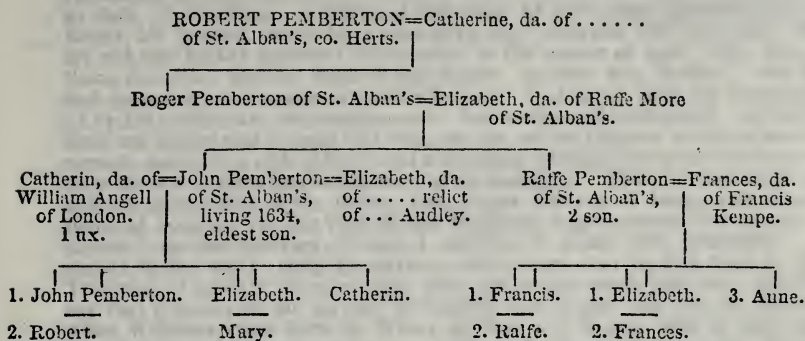 ROBERT PEMBERTON=Catherine, da. of . . . . . .
of St. Alban's, co. Herts.
Roger Pemberton of St. Alban's=Elizabeth, da. of Raffe More
of St. Alban's.
Catherin, da. of=John Pemberton=Elizabeth, da.
William Angell of St. Alban's, of . . . . . relict
of London. living 1634, of . . . Audley.
1 ux. eldest son.
Raffe Pemberton=Frances, da.
of St. Alban's, of Francis
2 son. Kempe.
1. John Pemberton. Elizabeth. Catherin. 1. Francis. 1. Elizabeth. 3. Anne.
2. Robert. Mary. 2. Ralfe. 2. Frances.